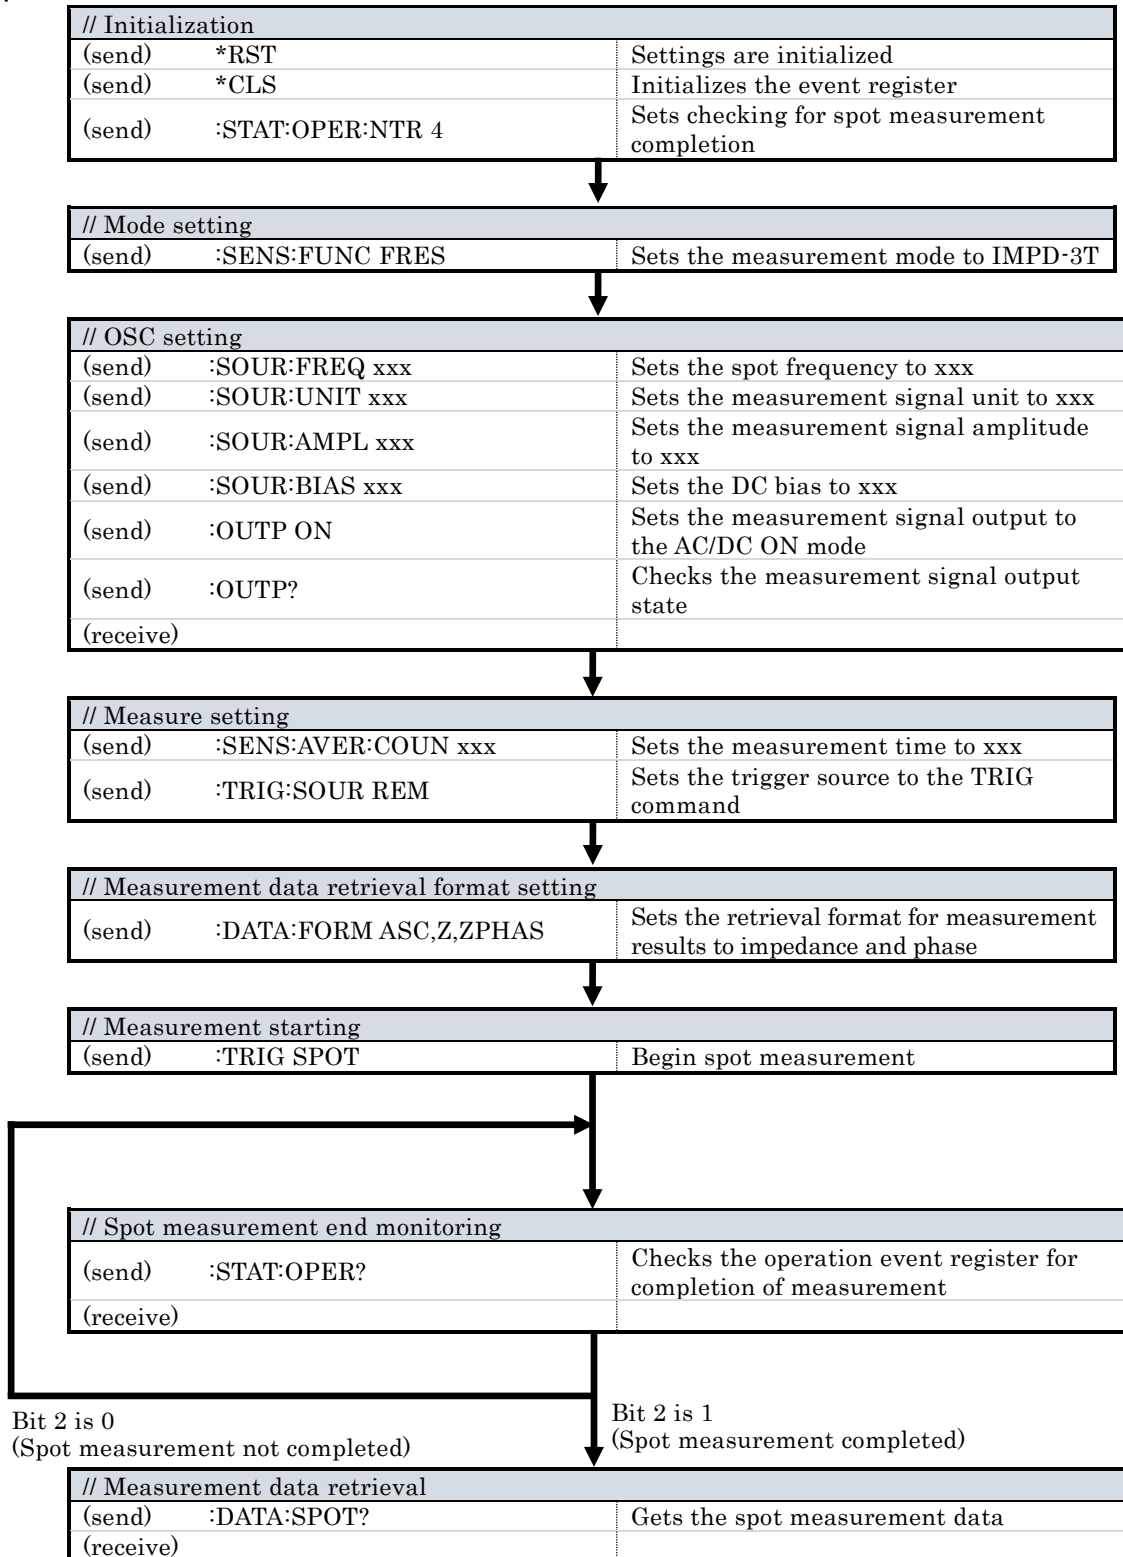 // Initialization
(send) *RST Settings are initialized
(send) *CLS Initializes the event register
(send) :STAT:OPER:NTR 4 Sets checking for spot measurement
completion
// Mode setting
(send) :SENS:FUNC FRES Sets the measurement mode to IMPD-3T
// OSC setting
(send) :SOUR:FREQ xxx Sets the spot frequency to xxx
(send) :SOUR:UNIT xxx Sets the measurement signal unit to xxx
(send) :SOUR:AMPL xxx Sets the measurement signal amplitude
to xxx
(send) :SOUR:BIAS xxx Sets the DC bias to xxx
(send) :OUTP ON Sets the measurement signal output to
the AC/DC ON mode
(send) :OUTP? Checks the measurement signal output
state
(receive)
// Measure setting
(send) :SENS:AVER:COUN xxx Sets the measurement time to xxx
(send) :TRIG:SOUR REM Sets the trigger source to the TRIG
command
// Measurement data retrieval format setting
(send) :DATA:FORM ASC,Z,ZPHAS Sets the retrieval format for measurement
results to impedance and phase
// Measurement starting
(send) :TRIG SPOT Begin spot measurement
// Spot measurement end monitoring
(send) :STAT:OPER? Checks the operation event register for
completion of measurement
(receive)
Bit 2 is 0
(Spot measurement not completed)
Bit 2 is 1
(Spot measurement completed)
// Measurement data retrieval
(send) :DATA:SPOT? Gets the spot measurement data
(receive)